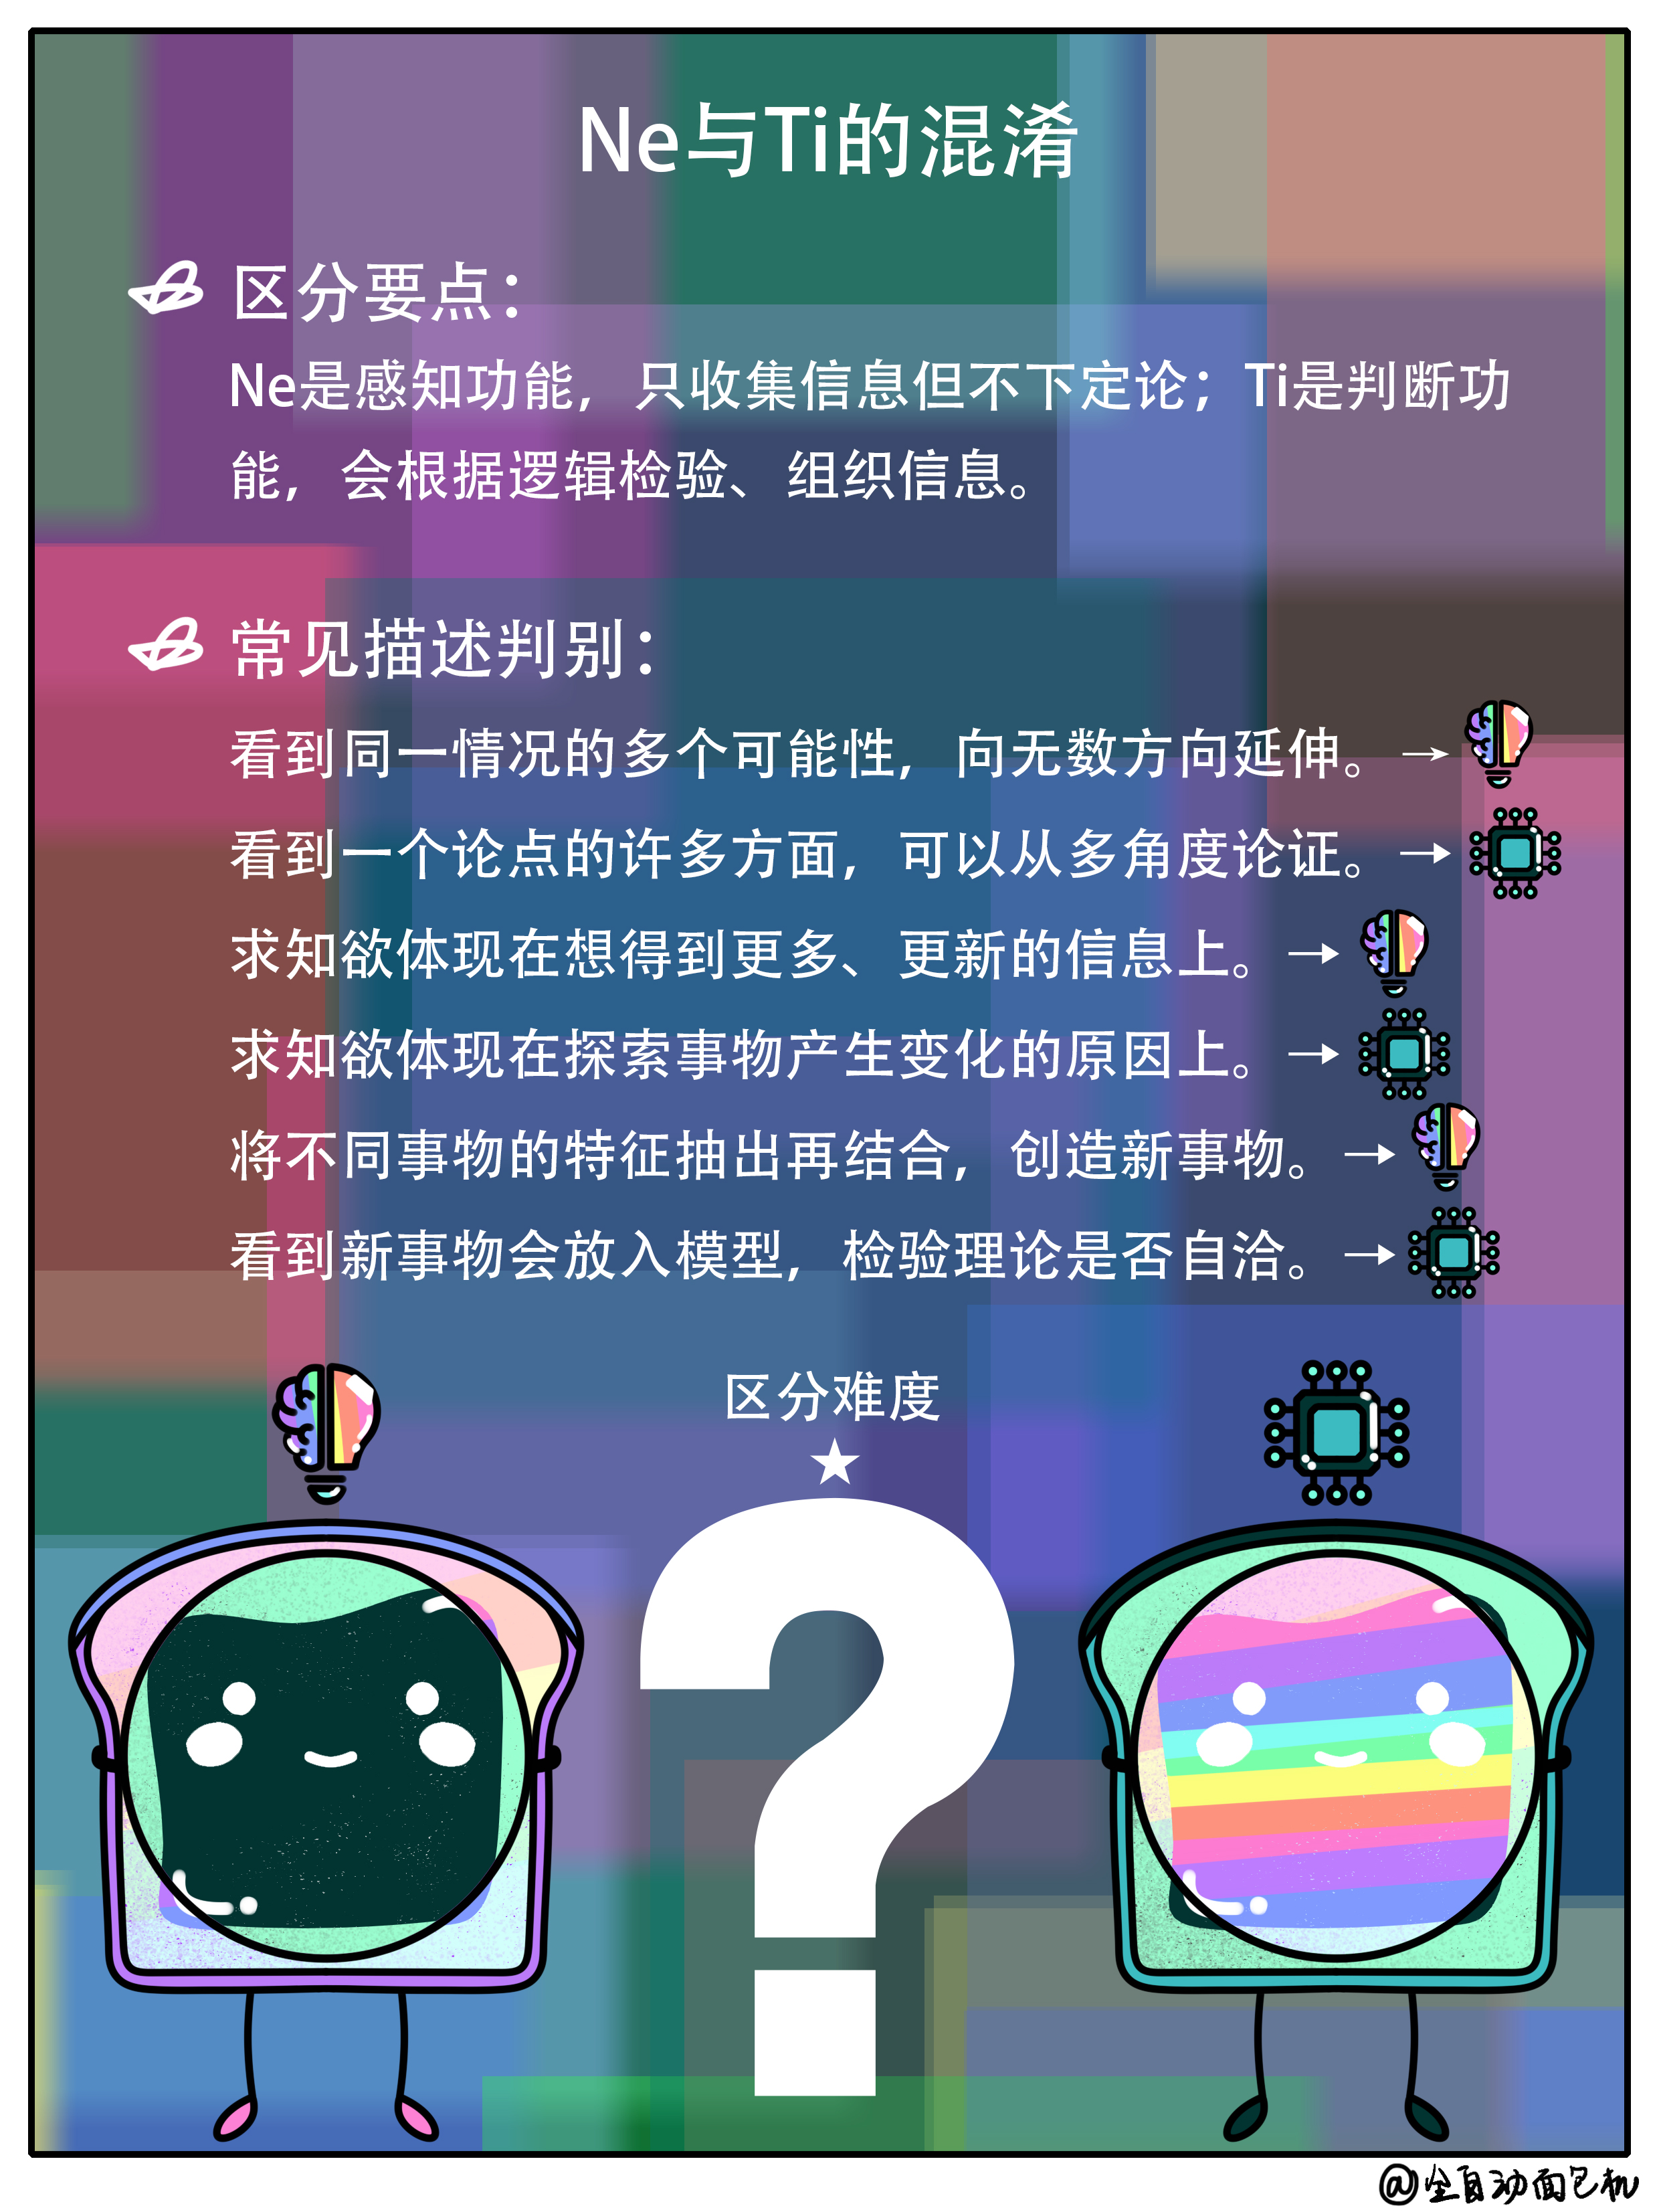 Ne与Ti的混淆
区分要点：
Ne是感知功能，只收集信息但不下定论；Ti是判断功
能，会根据逻辑检验、组织信息。
常见描述判别：
看到同一情况的多个可能性，向无数方向延伸。→
看到一个论点的许多方面，可以从多角度论证。→
求知欲体现在想得到更多、更新的信息上。→
求知欲体现在探索事物产生变化的原因上。→
将不同事物的特征抽出再结合，创造新事物。→
看到新事物会放入模型，检验理论是否自洽。→
区分难度
★
?
@全自动面包机